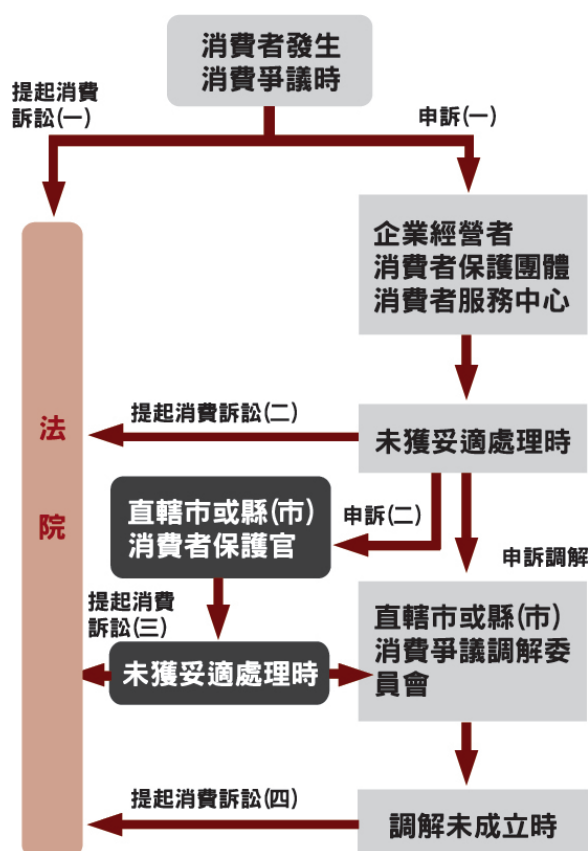 消費者發生
消費爭議時
提起消費
訴訟(一)
申訴(一)
企業經營者
消費者保護團體
消費者服務中心
提起消費訴訟(二)
未獲妥適處理時
法
院
直轄市或縣(市)
消費者保護官
申訴(二)
申訴調解
提起消費
訴訟(三)
未獲妥適處理時
直轄市或縣(市)
消費爭議調解委
員會
提起消費訴訟(四)
調解未成立時